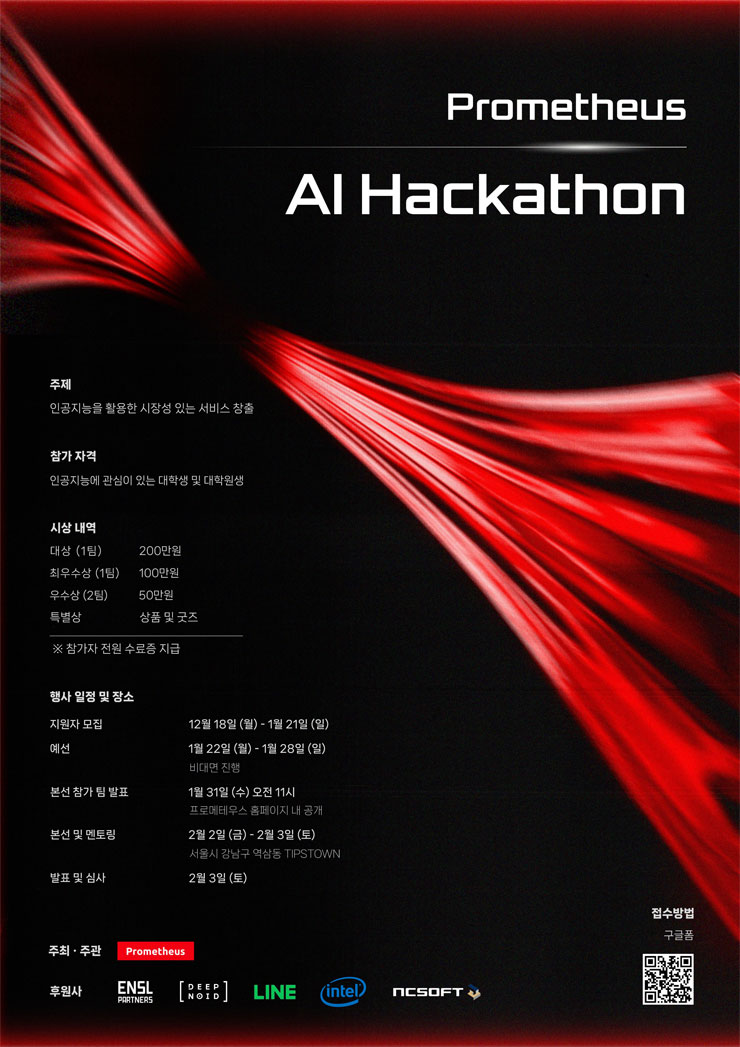 Prometheus
AI Hackathon
주제
인공지능을 활용한 시장성 있는 서비스 창출
참가 자격
인공지능에 관심이 있는 대학생 및 대학원생
시상 내역
대상 (1팀) 200만원
최우수상 (1팀) 100만원
우수상 (2팀) 50만원
특별상 상품 및 굿즈
※ 참가자 전원 수료증 지급
행사 일정 및 장소
지원자 모집 12월 18일 (월) - 1월 21일 (일)
예선 1월 22일 (월) - 1월 28일 (일)
비대면 진행
본선 참가 팀 발표 1월 31일 (수) 오전 11시
프로메테우스 홈페이지 내 공개
본선 및 멘토링 2월 2일 (금) - 2월 3일 (토)
서울시 강남구 역삼동 TIPSTOWN
발표 및 심사 2월 3일 (토)
접수방법
구글폼
주최 · 주관 Prometheus
후원사 ENSL PARTNERS [DEEP NOID] LINE intel NCSOFT